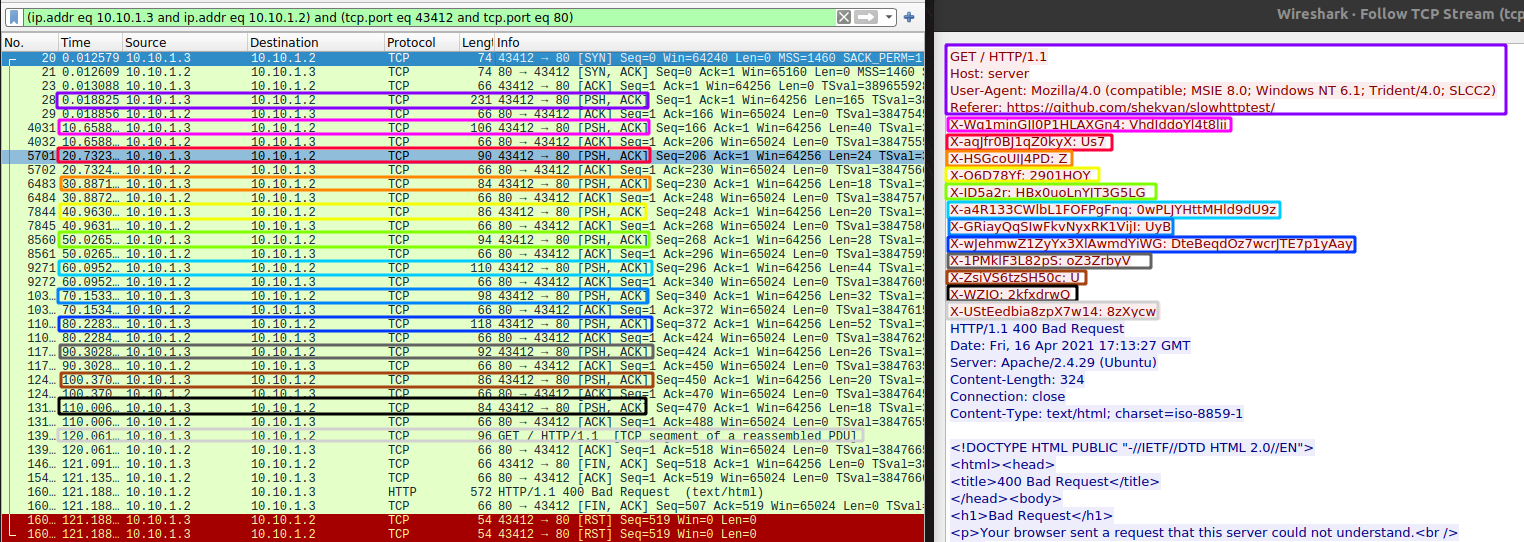 (ip.addr eq 10.10.1.3 and ip.addr eq 10.10.1.2) and (tcp.port eq 43412 and tcp.port eq 80)
No. Time Source Destination Protocol Lengt Info
20 0.012579 10.10.1.3 10.10.1.2 TCP 74 43412 → 80 [SYN] Seq=0 Win=64240 Len=0 MSS=1460 SACK_PERM=1
21 0.012609 10.10.1.2 10.10.1.3 TCP 74 80 → 43412 [SYN, ACK] Seq=0 Ack=1 Win=65160 Len=0 MSS=1460 S
23 0.013088 10.10.1.3 10.10.1.2 TCP 66 43412 → 80 [ACK] Seq=1 Ack=1 Win=64256 Len=0 TSval=389655928
28 0.018825 10.10.1.3 10.10.1.2 TCP 231 43412 → 80 [PSH, ACK] Seq=1 Ack=1 Win=64256 Len=165 TSval=38
29 0.018856 10.10.1.2 10.10.1.3 TCP 66 80 → 43412 [ACK] Seq=1 Ack=166 Win=65024 Len=0 TSval=3847545
4031 10.6588… 10.10.1.3 10.10.1.2 TCP 106 43412 → 80 [PSH, ACK] Seq=166 Ack=1 Win=64256 Len=40 TSval=3
4032 10.6588… 10.10.1.2 10.10.1.3 TCP 66 80 → 43412 [ACK] Seq=1 Ack=206 Win=65024 Len=0 TSval=3847556
5701 20.7323… 10.10.1.3 10.10.1.2 TCP 90 43412 → 80 [PSH, ACK] Seq=206 Ack=1 Win=64256 Len=24 TSval=3
5702 20.7324… 10.10.1.2 10.10.1.3 TCP 66 80 → 43412 [ACK] Seq=1 Ack=230 Win=65024 Len=0 TSval=3847566
6483 30.8871… 10.10.1.3 10.10.1.2 TCP 84 43412 → 80 [PSH, ACK] Seq=230 Ack=1 Win=64256 Len=18 TSval=3
6484 30.8872… 10.10.1.2 10.10.1.3 TCP 66 80 → 43412 [ACK] Seq=1 Ack=248 Win=65024 Len=0 TSval=3847576
7844 40.9630… 10.10.1.3 10.10.1.2 TCP 86 43412 → 80 [PSH, ACK] Seq=248 Ack=1 Win=64256 Len=20 TSval=3
7845 40.9631… 10.10.1.2 10.10.1.3 TCP 66 80 → 43412 [ACK] Seq=1 Ack=268 Win=65024 Len=0 TSval=3847586
8560 50.0265… 10.10.1.3 10.10.1.2 TCP 94 43412 → 80 [PSH, ACK] Seq=268 Ack=1 Win=64256 Len=28 TSval=3
8561 50.0265… 10.10.1.2 10.10.1.3 TCP 66 80 → 43412 [ACK] Seq=1 Ack=296 Win=65024 Len=0 TSval=3847595
9271 60.0952… 10.10.1.3 10.10.1.2 TCP 110 43412 → 80 [PSH, ACK] Seq=296 Ack=1 Win=64256 Len=44 TSval=3
9272 60.0952… 10.10.1.2 10.10.1.3 TCP 66 80 → 43412 [ACK] Seq=1 Ack=340 Win=65024 Len=0 TSval=3847605
103… 70.1533… 10.10.1.3 10.10.1.2 TCP 98 43412 → 80 [PSH, ACK] Seq=340 Ack=1 Win=64256 Len=32 TSval=3
103… 70.1534… 10.10.1.2 10.10.1.3 TCP 66 80 → 43412 [ACK] Seq=1 Ack=372 Win=65024 Len=0 TSval=3847615
110… 80.2283… 10.10.1.3 10.10.1.2 TCP 118 43412 → 80 [PSH, ACK] Seq=372 Ack=1 Win=64256 Len=52 TSval=3
110… 80.2284… 10.10.1.2 10.10.1.3 TCP 66 80 → 43412 [ACK] Seq=1 Ack=424 Win=65024 Len=0 TSval=3847625
117… 90.3028… 10.10.1.3 10.10.1.2 TCP 92 43412 → 80 [PSH, ACK] Seq=424 Ack=1 Win=64256 Len=26 TSval=3
117… 90.3028… 10.10.1.2 10.10.1.3 TCP 66 80 → 43412 [ACK] Seq=1 Ack=450 Win=65024 Len=0 TSval=3847635
124… 100.370… 10.10.1.3 10.10.1.2 TCP 86 43412 → 80 [PSH, ACK] Seq=450 Ack=1 Win=64256 Len=20 TSval=3
124… 100.370… 10.10.1.2 10.10.1.3 TCP 66 80 → 43412 [ACK] Seq=1 Ack=470 Win=65024 Len=0 TSval=3847645
131… 110.006… 10.10.1.3 10.10.1.2 TCP 84 43412 → 80 [PSH, ACK] Seq=470 Ack=1 Win=64256 Len=18 TSval=3
131… 110.006… 10.10.1.2 10.10.1.3 TCP 66 80 → 43412 [ACK] Seq=1 Ack=488 Win=65024 Len=0 TSval=3847655
139… 120.061… 10.10.1.3 10.10.1.2 TCP 96 GET / HTTP/1.1 [TCP segment of a reassembled PDU]
139… 120.061… 10.10.1.2 10.10.1.3 TCP 66 80 → 43412 [ACK] Seq=1 Ack=518 Win=65024 Len=0 TSval=3847665
146… 121.091… 10.10.1.3 10.10.1.2 TCP 66 43412 → 80 [FIN, ACK] Seq=518 Ack=1 Win=64256 Len=0 TSval=38
154… 121.135… 10.10.1.2 10.10.1.3 TCP 66 80 → 43412 [ACK] Seq=1 Ack=519 Win=65024 Len=0 TSval=3847666
160… 121.188… 10.10.1.2 10.10.1.3 HTTP 572 HTTP/1.1 400 Bad Request (text/html)
160… 121.188… 10.10.1.2 10.10.1.3 TCP 66 80 → 43412 [FIN, ACK] Seq=507 Ack=519 Win=65024 Len=0 TSval
160… 121.188… 10.10.1.3 10.10.1.2 TCP 54 43412 → 80 [RST] Seq=519 Win=0 Len=0
160… 121.188… 10.10.1.3 10.10.1.2 TCP 54 43412 → 80 [RST] Seq=519 Win=0 Len=0
Wireshark · Follow TCP Stream (tcp
GET / HTTP/1.1
Host: server
User-Agent: Mozilla/4.0 (compatible; MSIE 8.0; Windows NT 6.1; Trident/4.0; SLCC2)
Referer: https://github.com/shekyan/slowhttptest/
X-aqJfr0BJ1qZ0kyX: Us7
X-HSGcoUIJ4PD: Z
X-O6D78Yf: 2901HOY
X-ID5a2r: HBx0uoLnYIT3G5LG
X-a4R133CWlbL1FOFPgFnq: 0wPLJYHttMHld9dU9z
X-GRiayQqSIwFkvNyxRK1VijI: UyB
X-wJehmwZ1ZyYx3XlAwmdYiWG: DteBeqdOz7wcrJTE7p1yAay
X-1PMklF3L82pS: oZ3ZrbyV
X-ZsiVS6tzSH50c: U
X-WZIO: 2kfxdrwQ
X-UStEedbia8zpX7w14: 8zXycw
HTTP/1.1 400 Bad Request
Date: Fri, 16 Apr 2021 17:13:27 GMT
Server: Apache/2.4.29 (Ubuntu)
Content-Length: 324
Connection: close
Content-Type: text/html; charset=iso-8859-1
<!DOCTYPE HTML PUBLIC "-//IETF//DTD HTML 2.0//EN">
<html><head>
<title>400 Bad Request</title>
</head><body>
<h1>Bad Request</h1>
<p>Your browser sent a request that this server could not understand.<br />